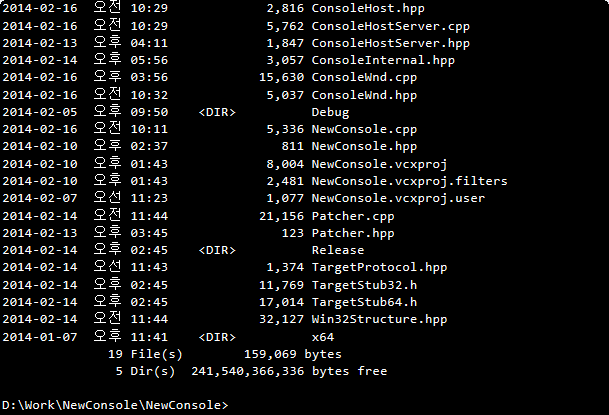 2014-02-16  오전 10:29             2,816 ConsoleHost.hpp
2014-02-16  오전 10:29             5,762 ConsoleHostServer.cpp
2014-02-13  오후 04:11             1,847 ConsoleHostServer.hpp
2014-02-14  오후 05:56             3,057 ConsoleInternal.hpp
2014-02-16  오후 03:56            15,630 ConsoleWnd.cpp
2014-02-16  오전 10:32             5,037 ConsoleWnd.hpp
2014-02-05  오후 09:50    <DIR>          Debug
2014-02-16  오전 10:11             5,336 NewConsole.cpp
2014-02-10  오후 02:37               811 NewConsole.hpp
2014-02-10  오후 01:43             8,004 NewConsole.vcxproj
2014-02-10  오후 01:43             2,481 NewConsole.vcxproj.filters
2014-02-07  오전 11:23             1,077 NewConsole.vcxproj.user
2014-02-14  오전 11:44            21,156 Patcher.cpp
2014-02-13  오후 03:45               123 Patcher.hpp
2014-02-14  오후 02:45    <DIR>          Release
2014-02-14  오전 11:43             1,374 TargetProtocol.hpp
2014-02-14  오후 02:45            11,769 TargetStub32.h
2014-02-14  오후 02:45            17,014 TargetStub64.h
2014-02-14  오전 11:44            32,127 Win32Structure.hpp
2014-01-07  오후 11:41    <DIR>          x64
19 File(s)        159,069 bytes
5 Dir(s)  241,540,366,336 bytes free
D:\Work\NewConsole\NewConsole>